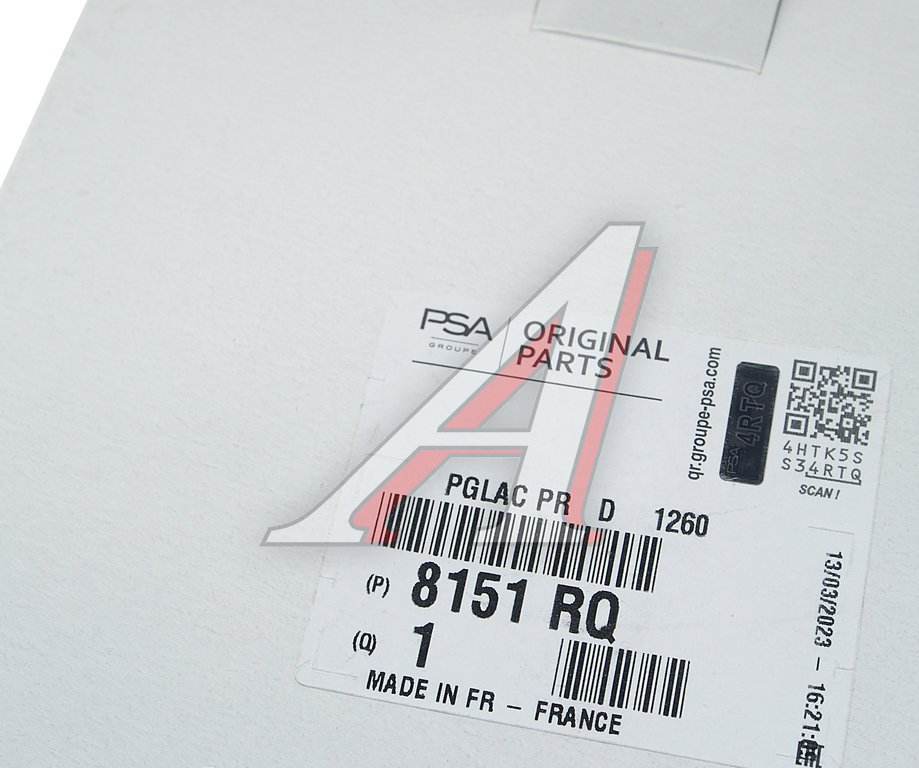 PSA
GROUPE
ORIGINAL
PARTS
qr.groupe-psa.com
PSA 4RTQ
4HTK5S
S34RTQ
SCAN!
PGLAC PR D 1260
(P) 8151 RQ
(Q) 1
MADE IN FR - FRANCE
13/03/2023 - 16:21: